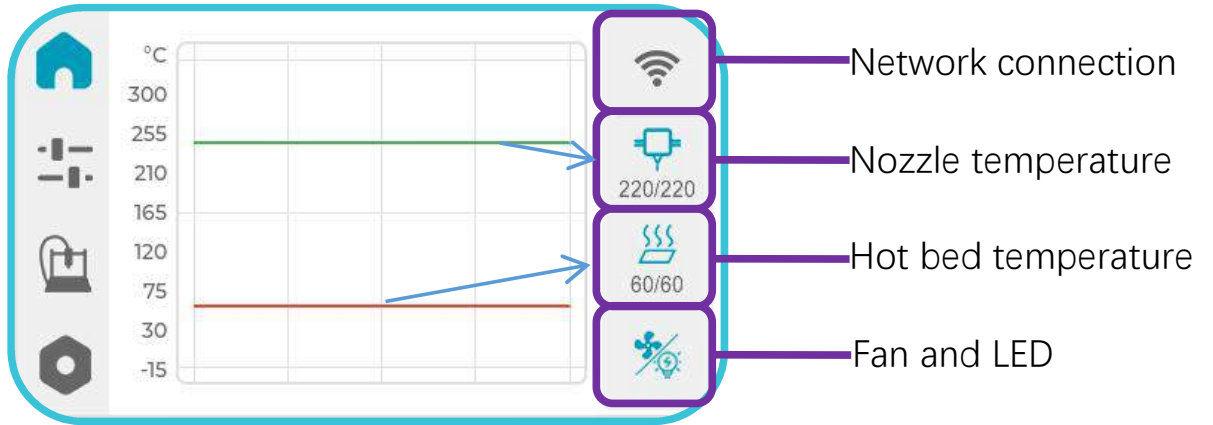 °C
300
255
210
165
120
75
30
-15
220/220
60/60
Network connection
Nozzle temperature
Hot bed temperature
Fan and LED